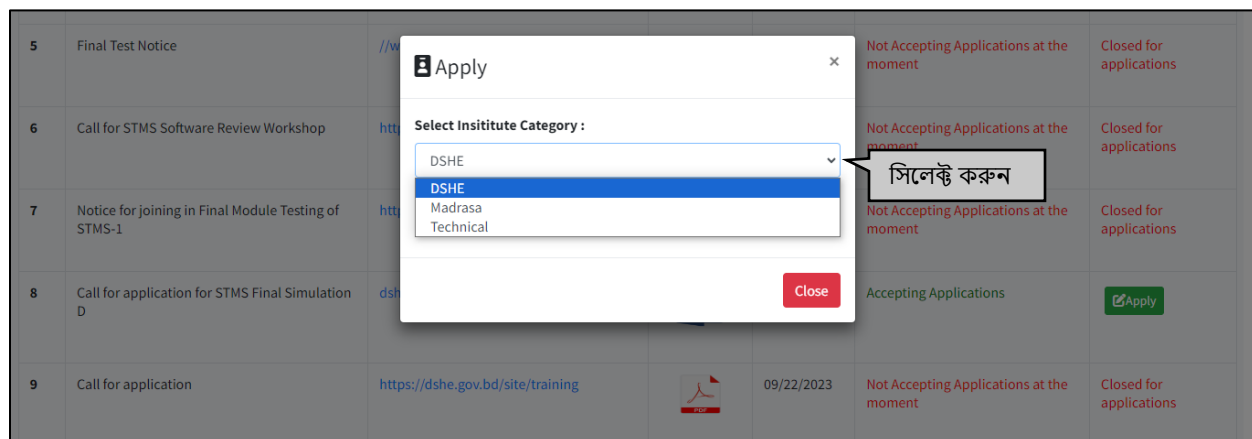 5 Final Test Notice //w Not Accepting Applications at the moment Closed for applications
Apply ×
Select Insititute Category :
DSHE
DSHE
Madrasa
Technical
সিলেক্ট করুন
6 Call for STMS Software Review Workshop http Not Accepting Applications at the moment Closed for applications
7 Notice for joining in Final Module Testing of STMS-1 http Not Accepting Applications at the moment Closed for applications
Close
8 Call for application for STMS Final Simulation D dsh Accepting Applications Apply
9 Call for application https://dshe.gov.bd/site/training PDF 09/22/2023 Not Accepting Applications at the moment Closed for applications